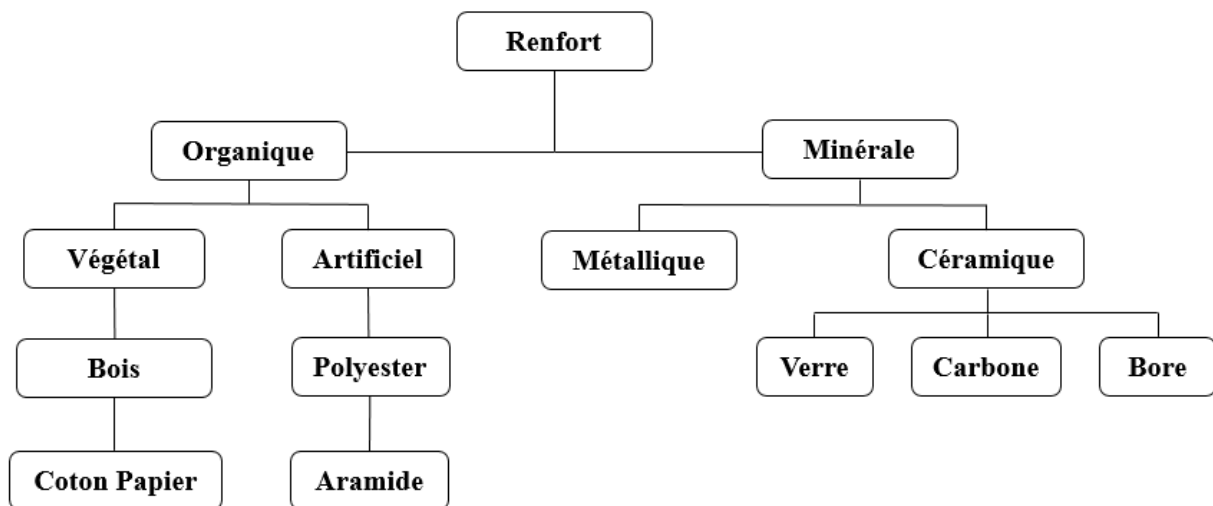 Renfort
Organique
Minérale
Végétal
Artificiel
Métallique
Céramique
Bois
Polyester
Verre
Carbone
Bore
Coton Papier
Aramide